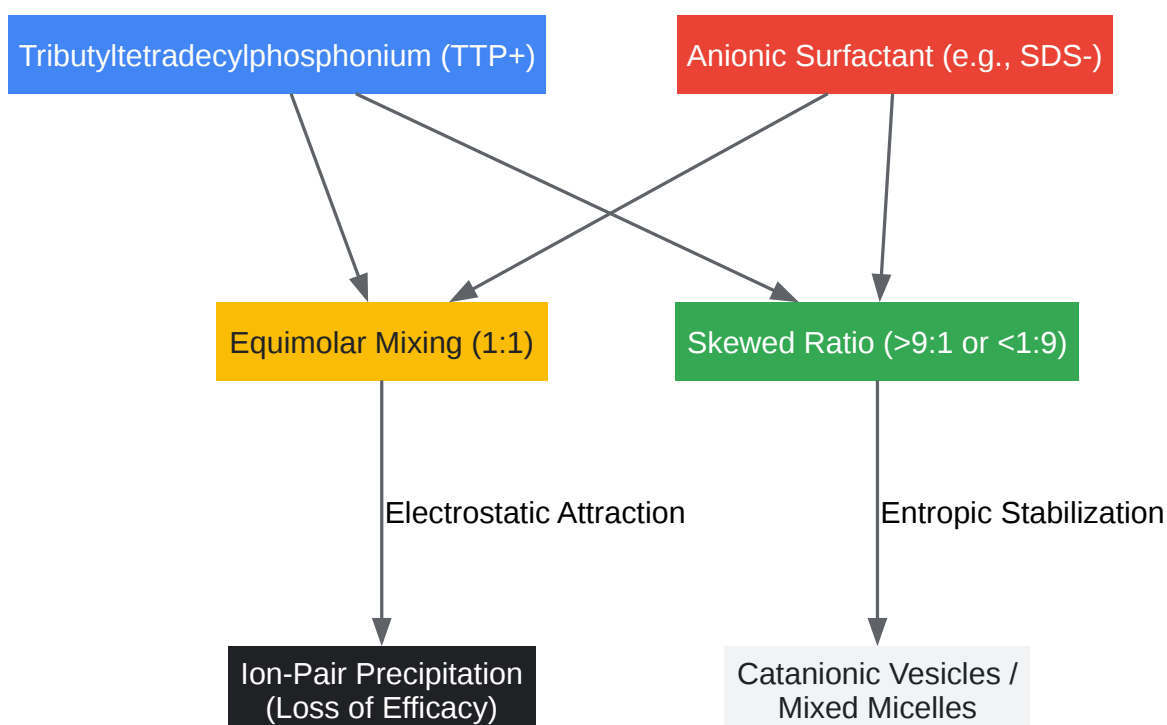 Tributyltetradecylphosphonium (TTP+)
Anionic Surfactant (e.g., SDS-)
Equimolar Mixing (1:1)
Skewed Ratio (>9:1 or <1:9)
Electrostatic Attraction
Entropic Stabilization
Ion-Pair Precipitation
(Loss of Efficacy)
Catanionic Vesicles /
Mixed Micelles